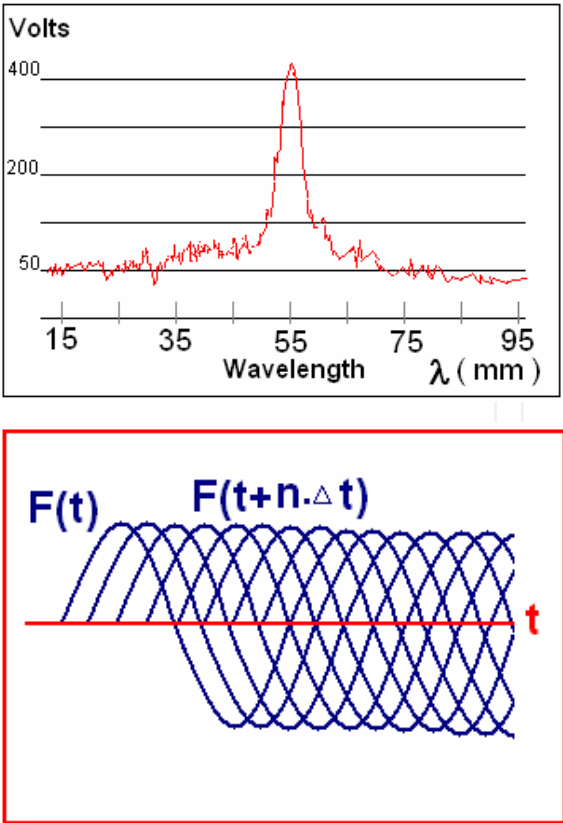 Volts
400
200
50
15 35 55 75 95
Wavelength λ ( mm )
F(t) F(t+n.△t)
t